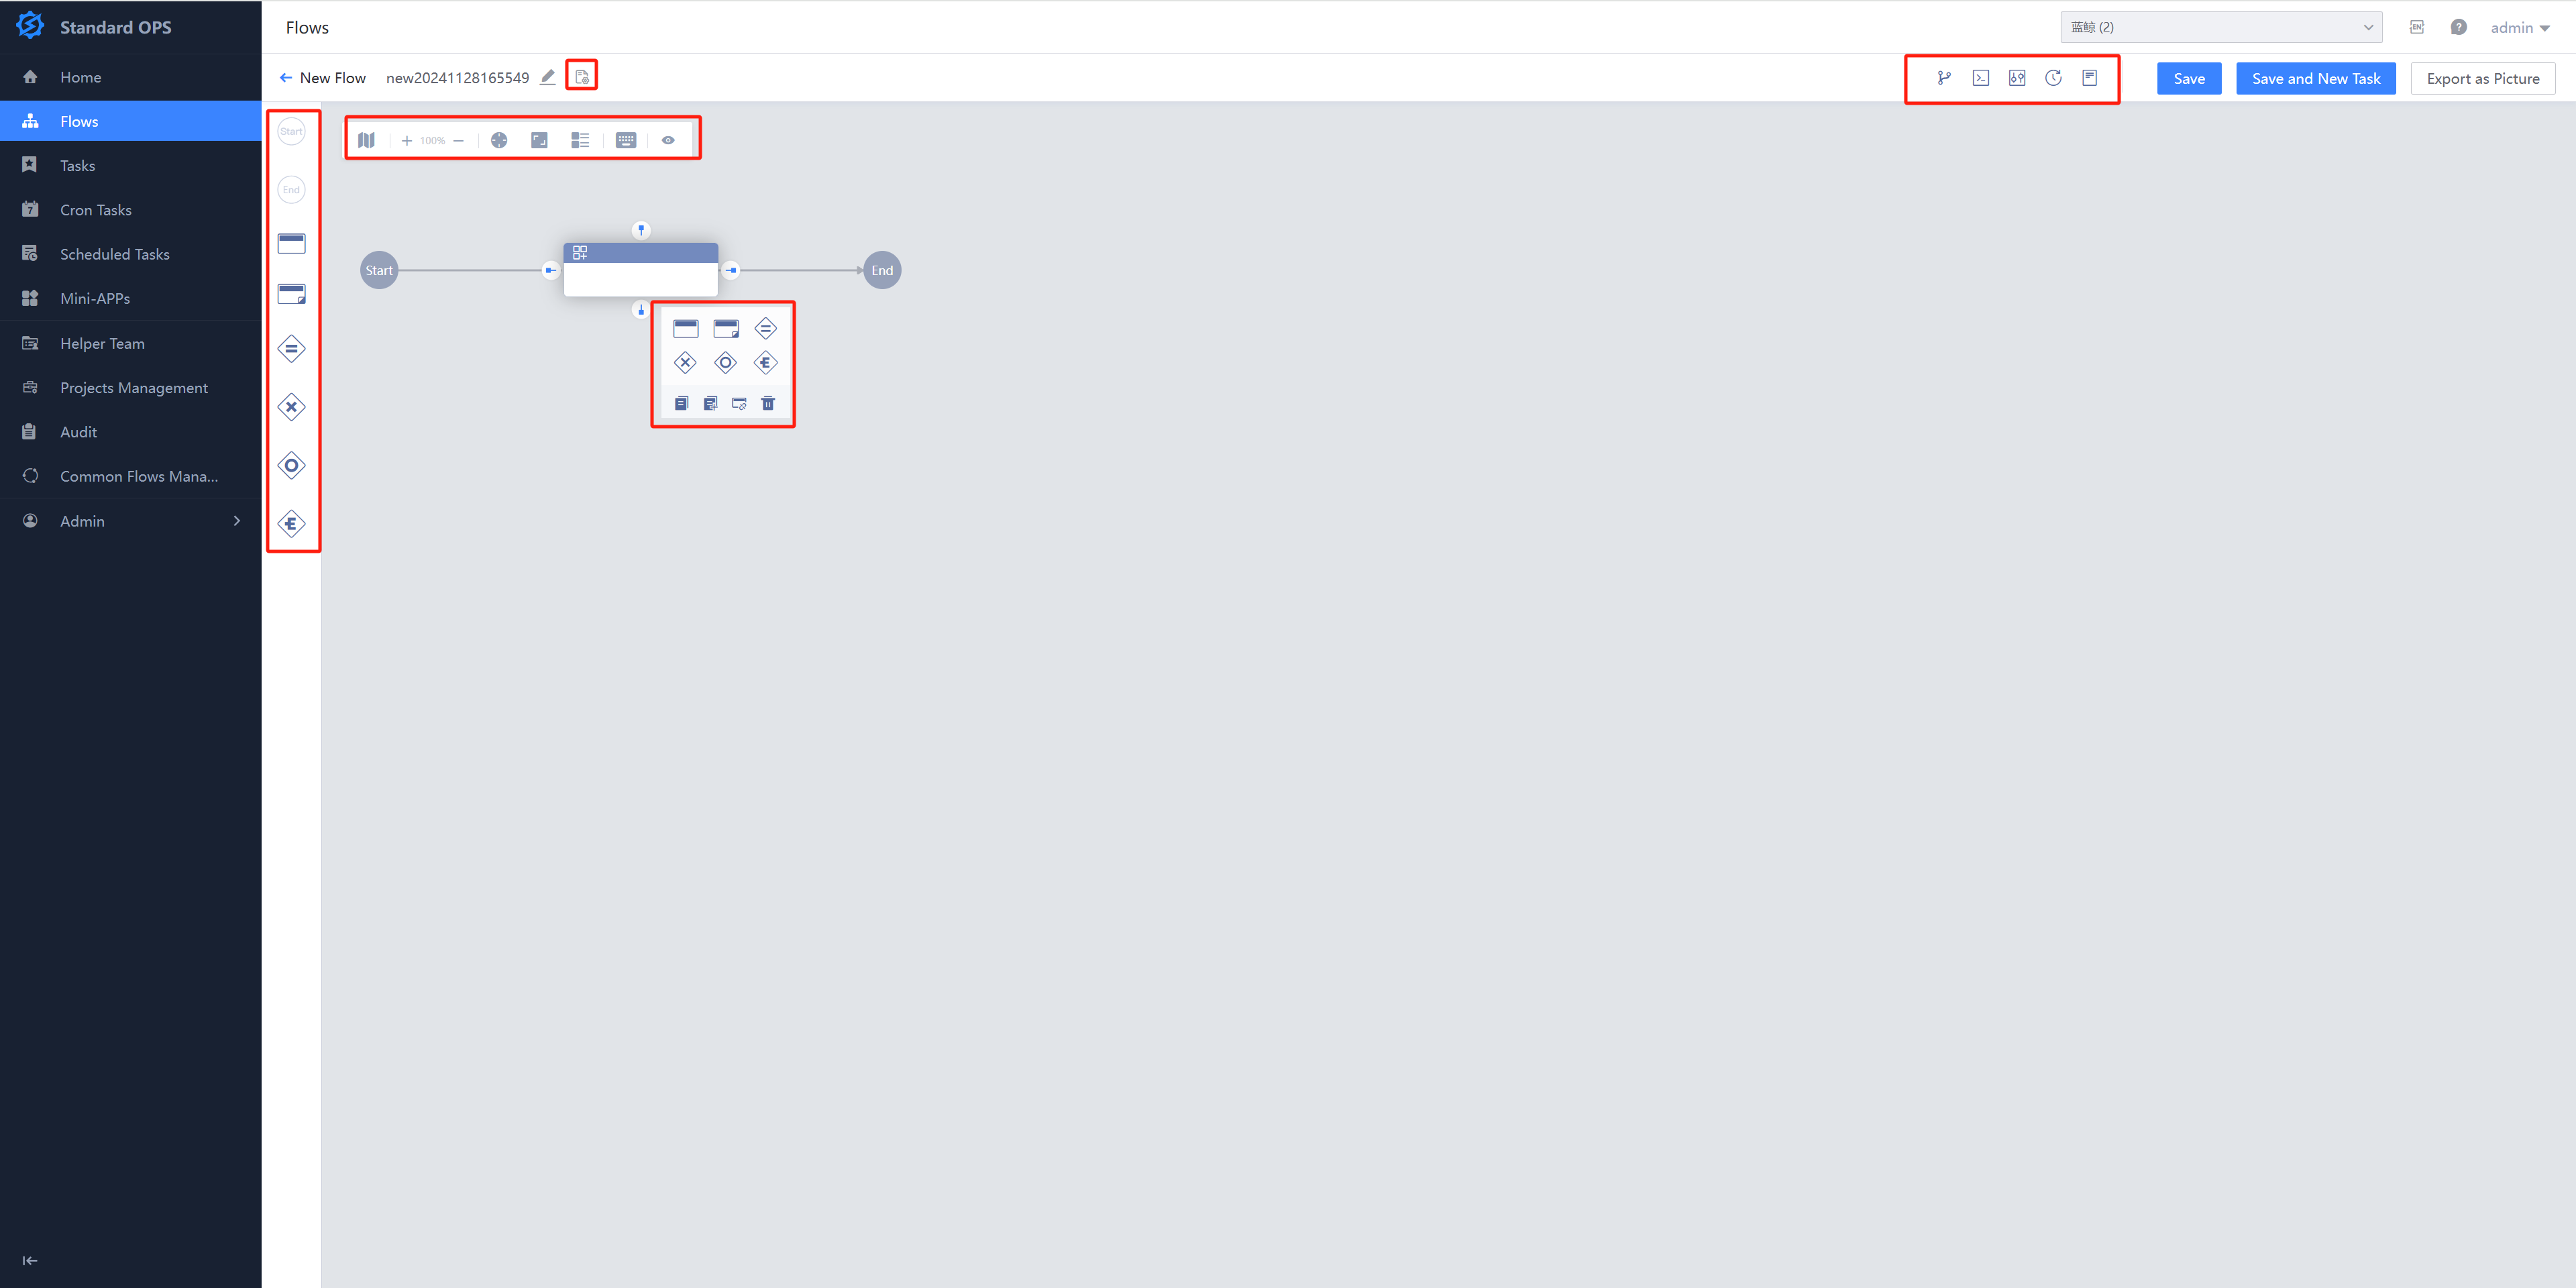 Standard OPS
Flows
蓝鲸 (2)
EN
?
admin
Home
New Flow
new20241128165549
Save
Save and New Task
Export as Picture
Flows
Start
100%
Tasks
End
7
Cron Tasks
Scheduled Tasks
Start
End
Mini-APPs
Helper Team
Projects Management
Audit
Common Flows Mana...
Admin